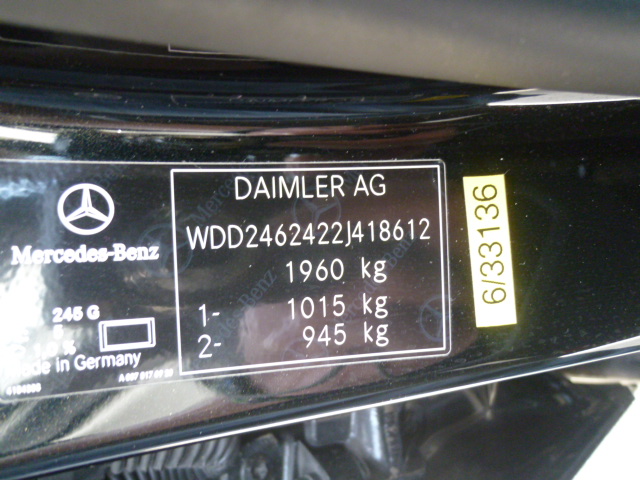 DAIMLER AG
WDD2462422J418612
1960 kg
1- 1015 kg
2- 945 kg
Mercedes-Benz
245 G
%
Made in Germany
6/33136